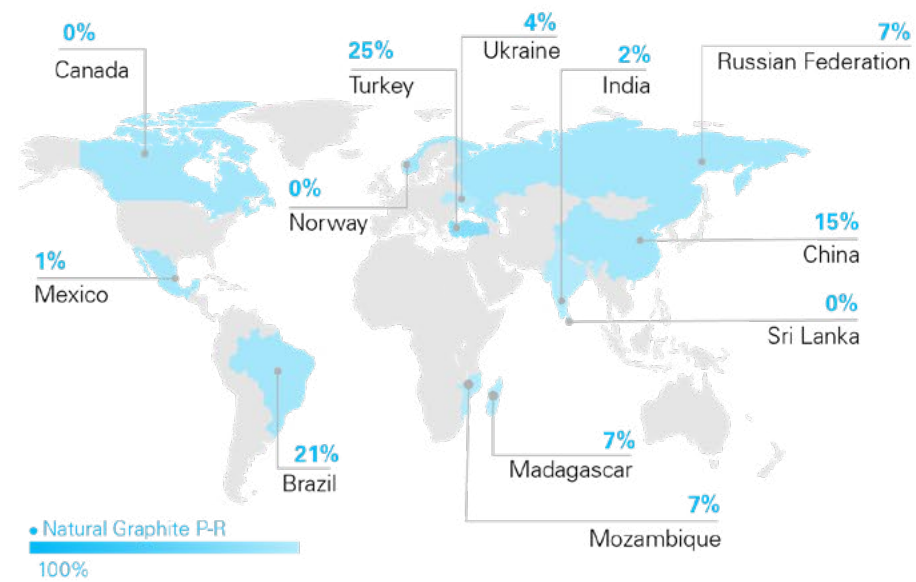 0%
Canada
25%
Turkey
4%
Ukraine
2%
India
7%
Russian Federation
0%
Norway
15%
China
1%
Mexico
0%
Sri Lanka
21%
Brazil
7%
Madagascar
7%
Mozambique
Natural Graphite P-R
100%